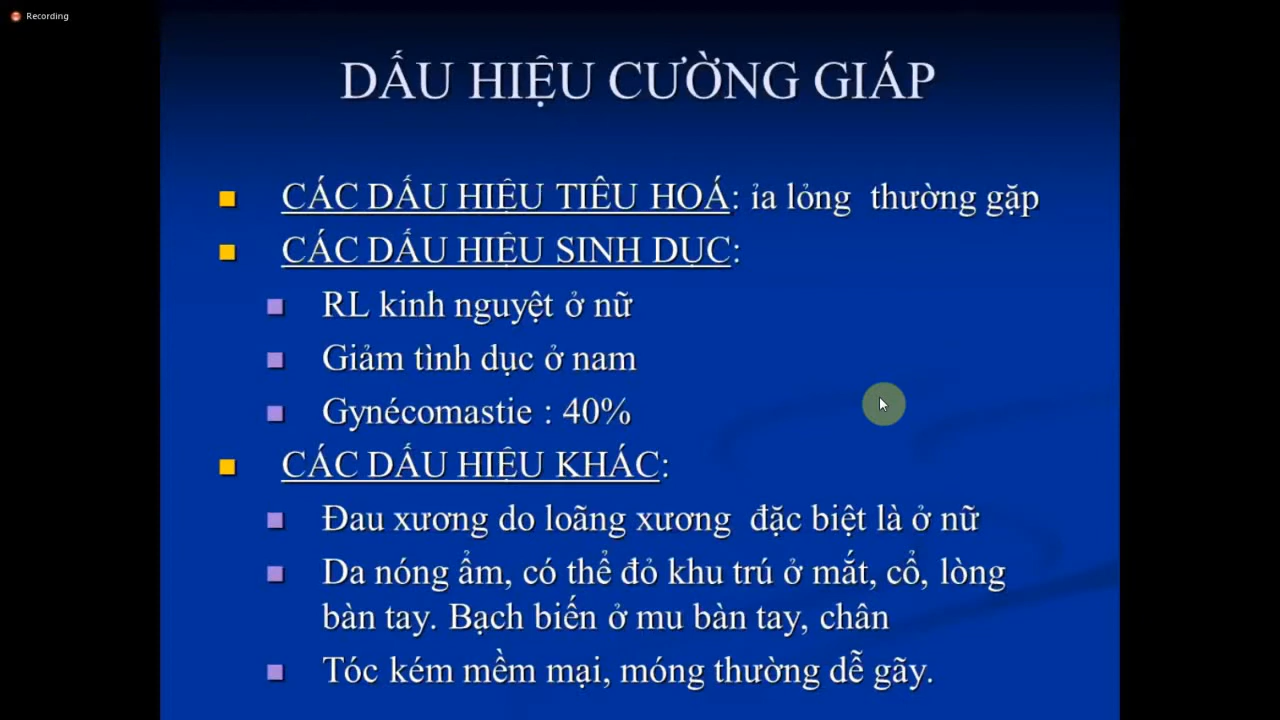 Recording
DẤU HIỆU CƯỜNG GIÁP
CÁC DẤU HIỆU TIÊU HOÁ: ỉa lỏng thường gặp
CÁC DẤU HIỆU SINH DỤC:
RL kinh nguyệt ở nữ
Giảm tình dục ở nam
Gynécomastie : 40%
CÁC DẤU HIỆU KHÁC:
Đau xương do loãng xương đặc biệt là ở nữ
Da nóng ẩm, có thể đỏ khu trú ở mắt, cổ, lòng
bàn tay. Bạch biến ở mu bàn tay, chân
Tóc kém mềm mại, móng thường dễ gãy.